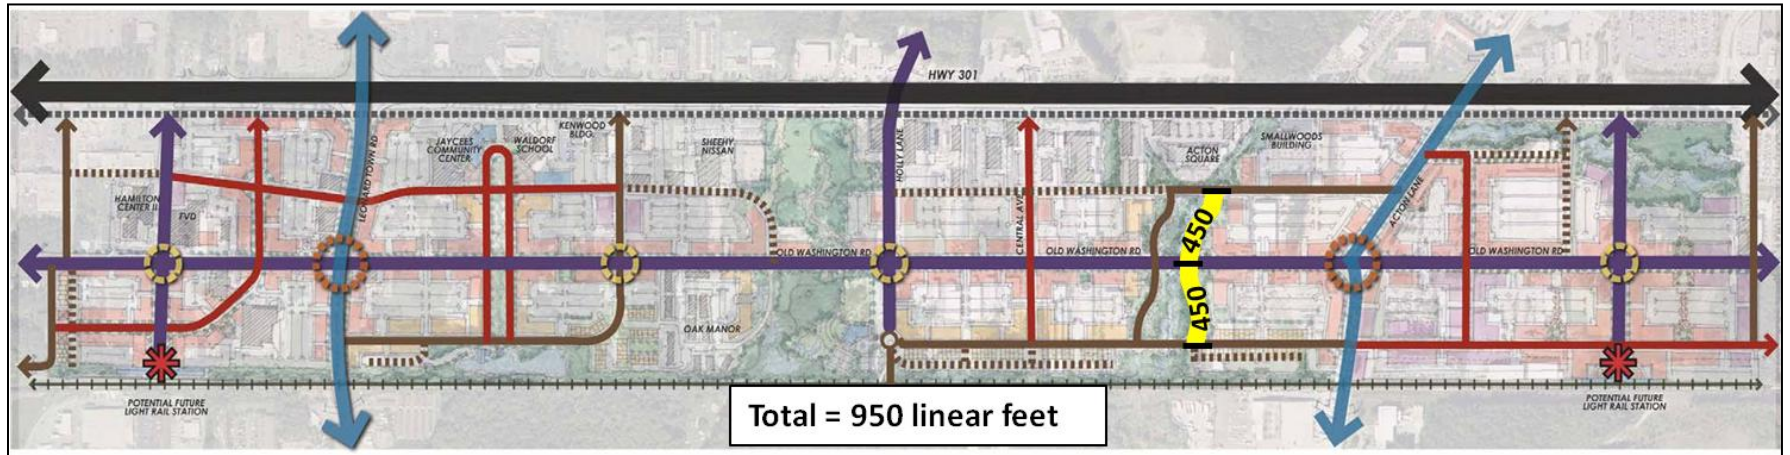 HWY 301
LEONARD TOWN RD
JAYCEES
COMMUNITY
CENTER
WALDORF
SCHOOL
KENWOOD
BLDG.
SHEEHY
NISSAN
HOLLY LANE
ACTON
SQUARE
SMALLWOODS
BUILDING
HAMILTON
CENTER II
FVD
CENTRAL AVE
450
ACTON LANE
OLD WASHINGTON RD
OLD WASHINGTON RD
OLD WASHINGTON RD
450
OAK MANOR
POTENTIAL FUTURE
LIGHT RAIL STATION
Total = 950 linear feet
POTENTIAL FUTURE
LIGHT RAIL STATION